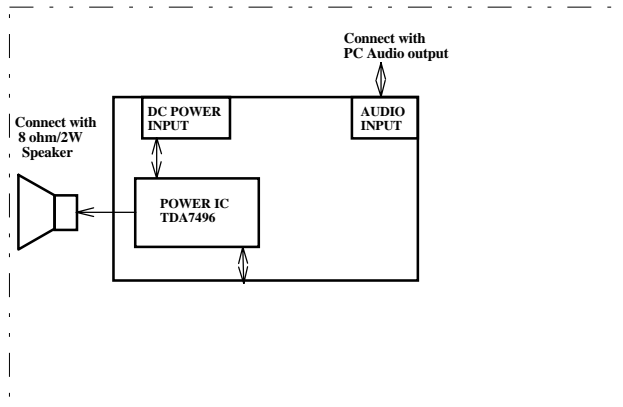 Connect with
PC Audio output
DC POWER
INPUT
AUDIO
INPUT
Connect with
8 ohm/2W
Speaker
POWER IC
TDA7496